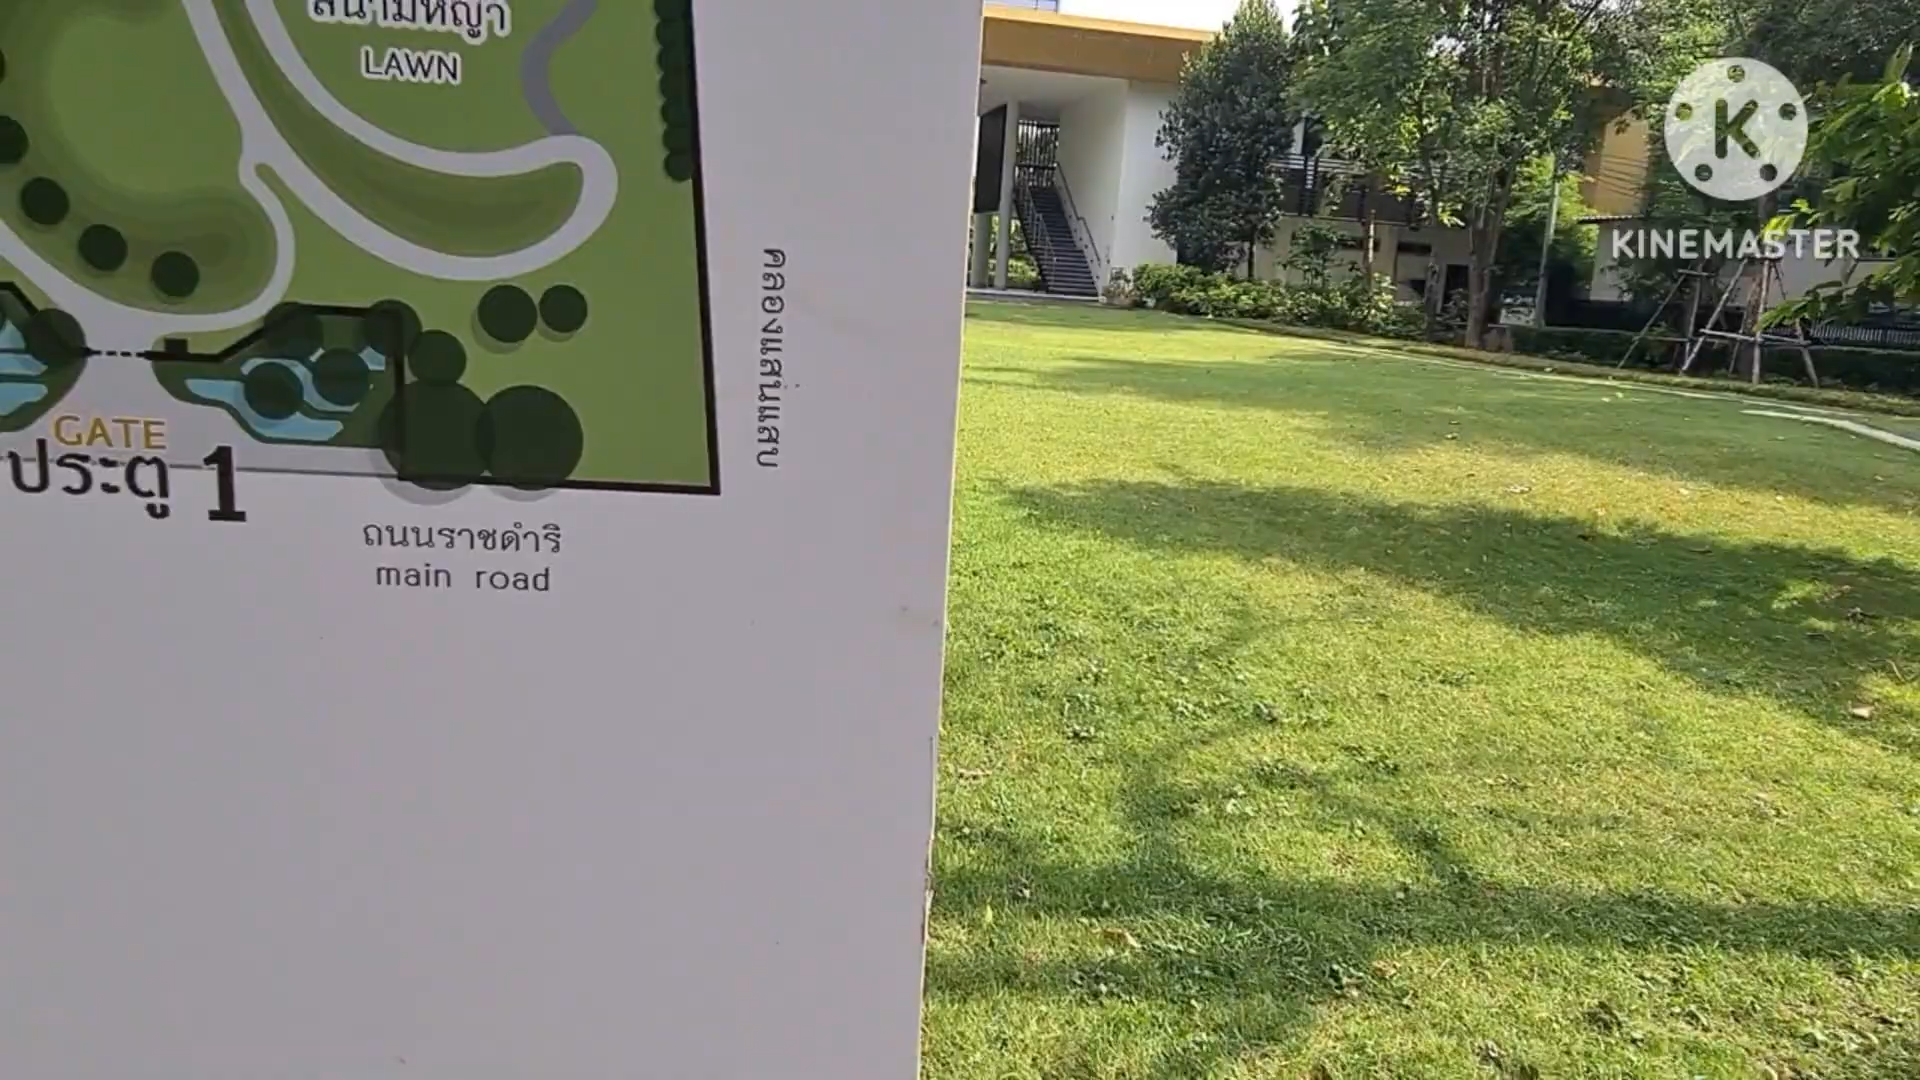 สนามหญ้า
LAWN
GATE
ประตู 1
ถนนราชดำริ
main road
คลองแสนแสบ
K
KINEMASTER